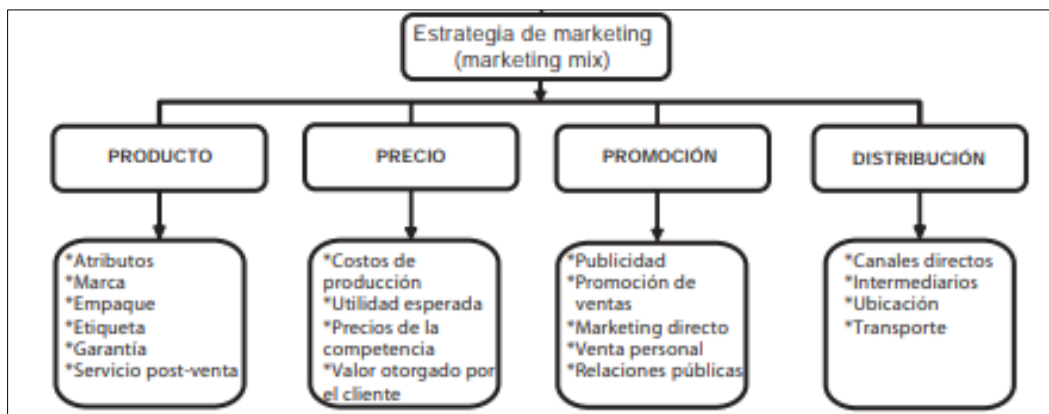 Estrategia de marketing
(marketing mix)
PRODUCTO
PRECIO
PROMOCIÓN
DISTRIBUCIÓN
*Atributos
*Marca
*Empaque
*Etiqueta
*Garantía
*Servicio post-venta
*Costos de
producción
*Utilidad esperada
*Precios de la
competencia
*Valor otorgado por
el cliente
*Publicidad
*Promoción de
ventas
*Marketing directo
*Venta personal
*Relaciones públicas
*Canales directos
*Intermediarios
*Ubicación
*Transporte